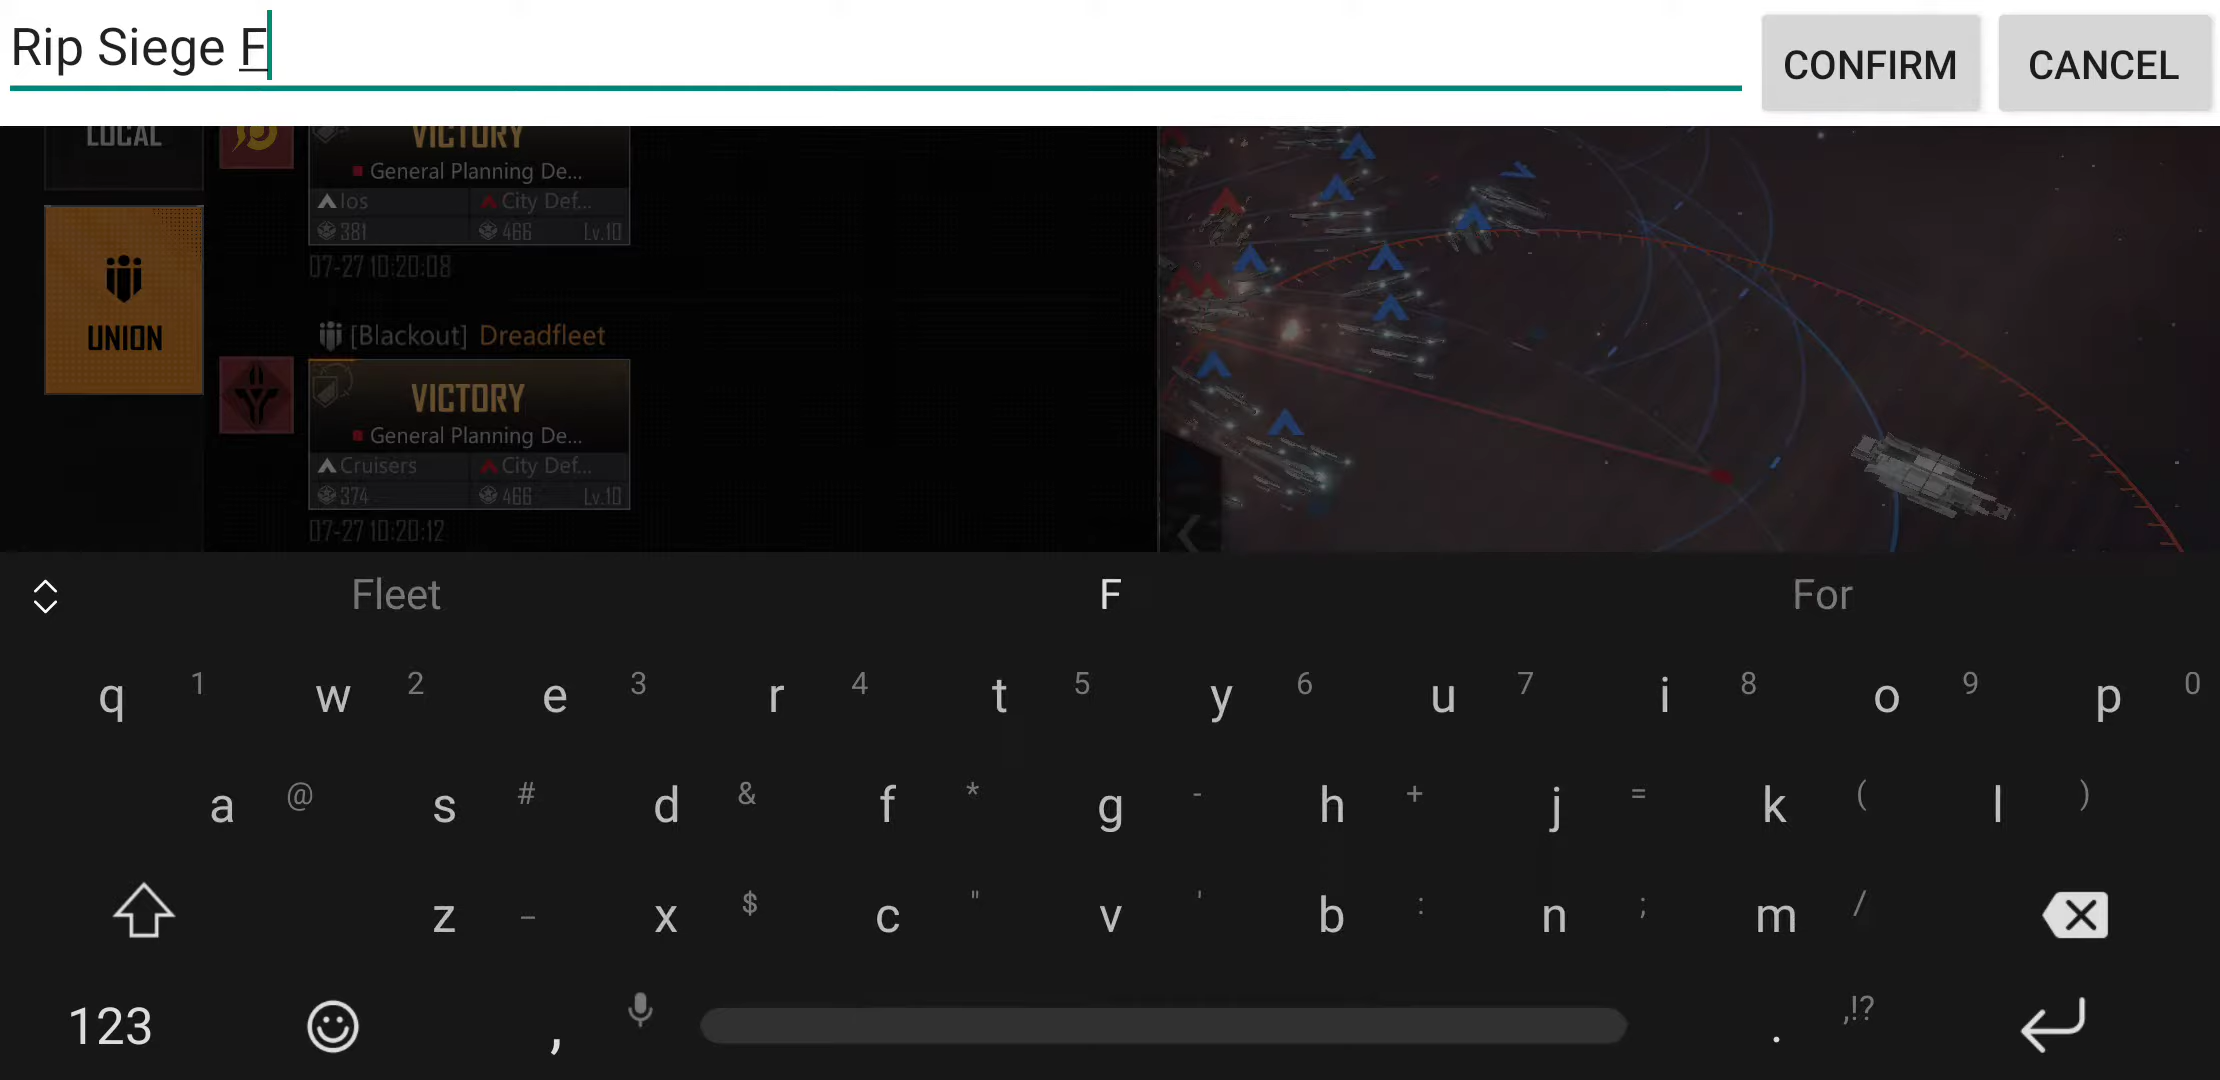 Rip Siege F
CONFIRM
CANCEL
LOCAL
VICTORY
General Planning De...
Ios
City Def...
381
466
Lv.10
07-27 10:20:08
UNION
[Blackout] Dreadfleet
VICTORY
General Planning De...
Cruisers
City Def...
374
466
Lv.10
07-27 10:20:12
Fleet
F
For
q 1 w 2 e 3 r 4 t 5 y 6 u 7 i 8 o 9 p 0
a @ s # d & f * g - h + j = k ( l )
z _ x $ c " v ' b : n ; m /
123 , . ,!?